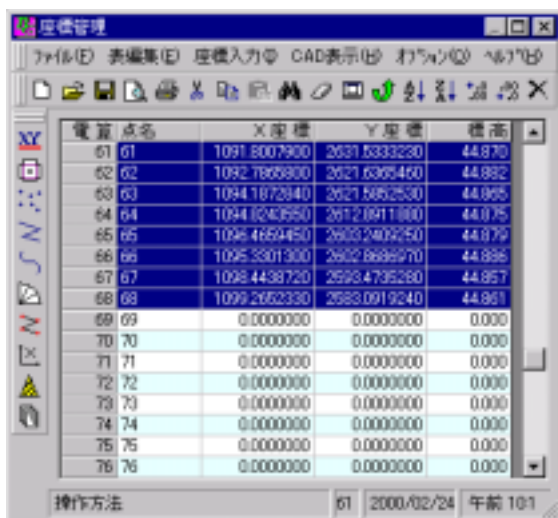 座標管理
ファイル(F) 表編集(E) 座標入力 CAD表示(H) オプション(O) ヘルプ(H)
XY
電算 点名 X座標 Y座標 標高
61 61 1091.8007900 2631.5333230 44.870
62 62 1092.7865800 2621.6365460 44.882
63 63 1094.1872840 2621.5852530 44.865
64 64 1094.8243550 2612.0911880 44.875
65 65 1096.4659450 2603.2409250 44.879
66 66 1095.3301300 2602.8686970 44.886
67 67 1098.4438720 2593.4735280 44.857
68 68 1099.2652330 2583.0919240 44.861
69 69 0.0000000 0.0000000 0.000
70 70 0.0000000 0.0000000 0.000
71 71 0.0000000 0.0000000 0.000
72 72 0.0000000 0.0000000 0.000
73 73 0.0000000 0.0000000 0.000
74 74 0.0000000 0.0000000 0.000
75 75 0.0000000 0.0000000 0.000
76 76 0.0000000 0.0000000 0.000
操作方法 61 2000/02/24 午前 10:1